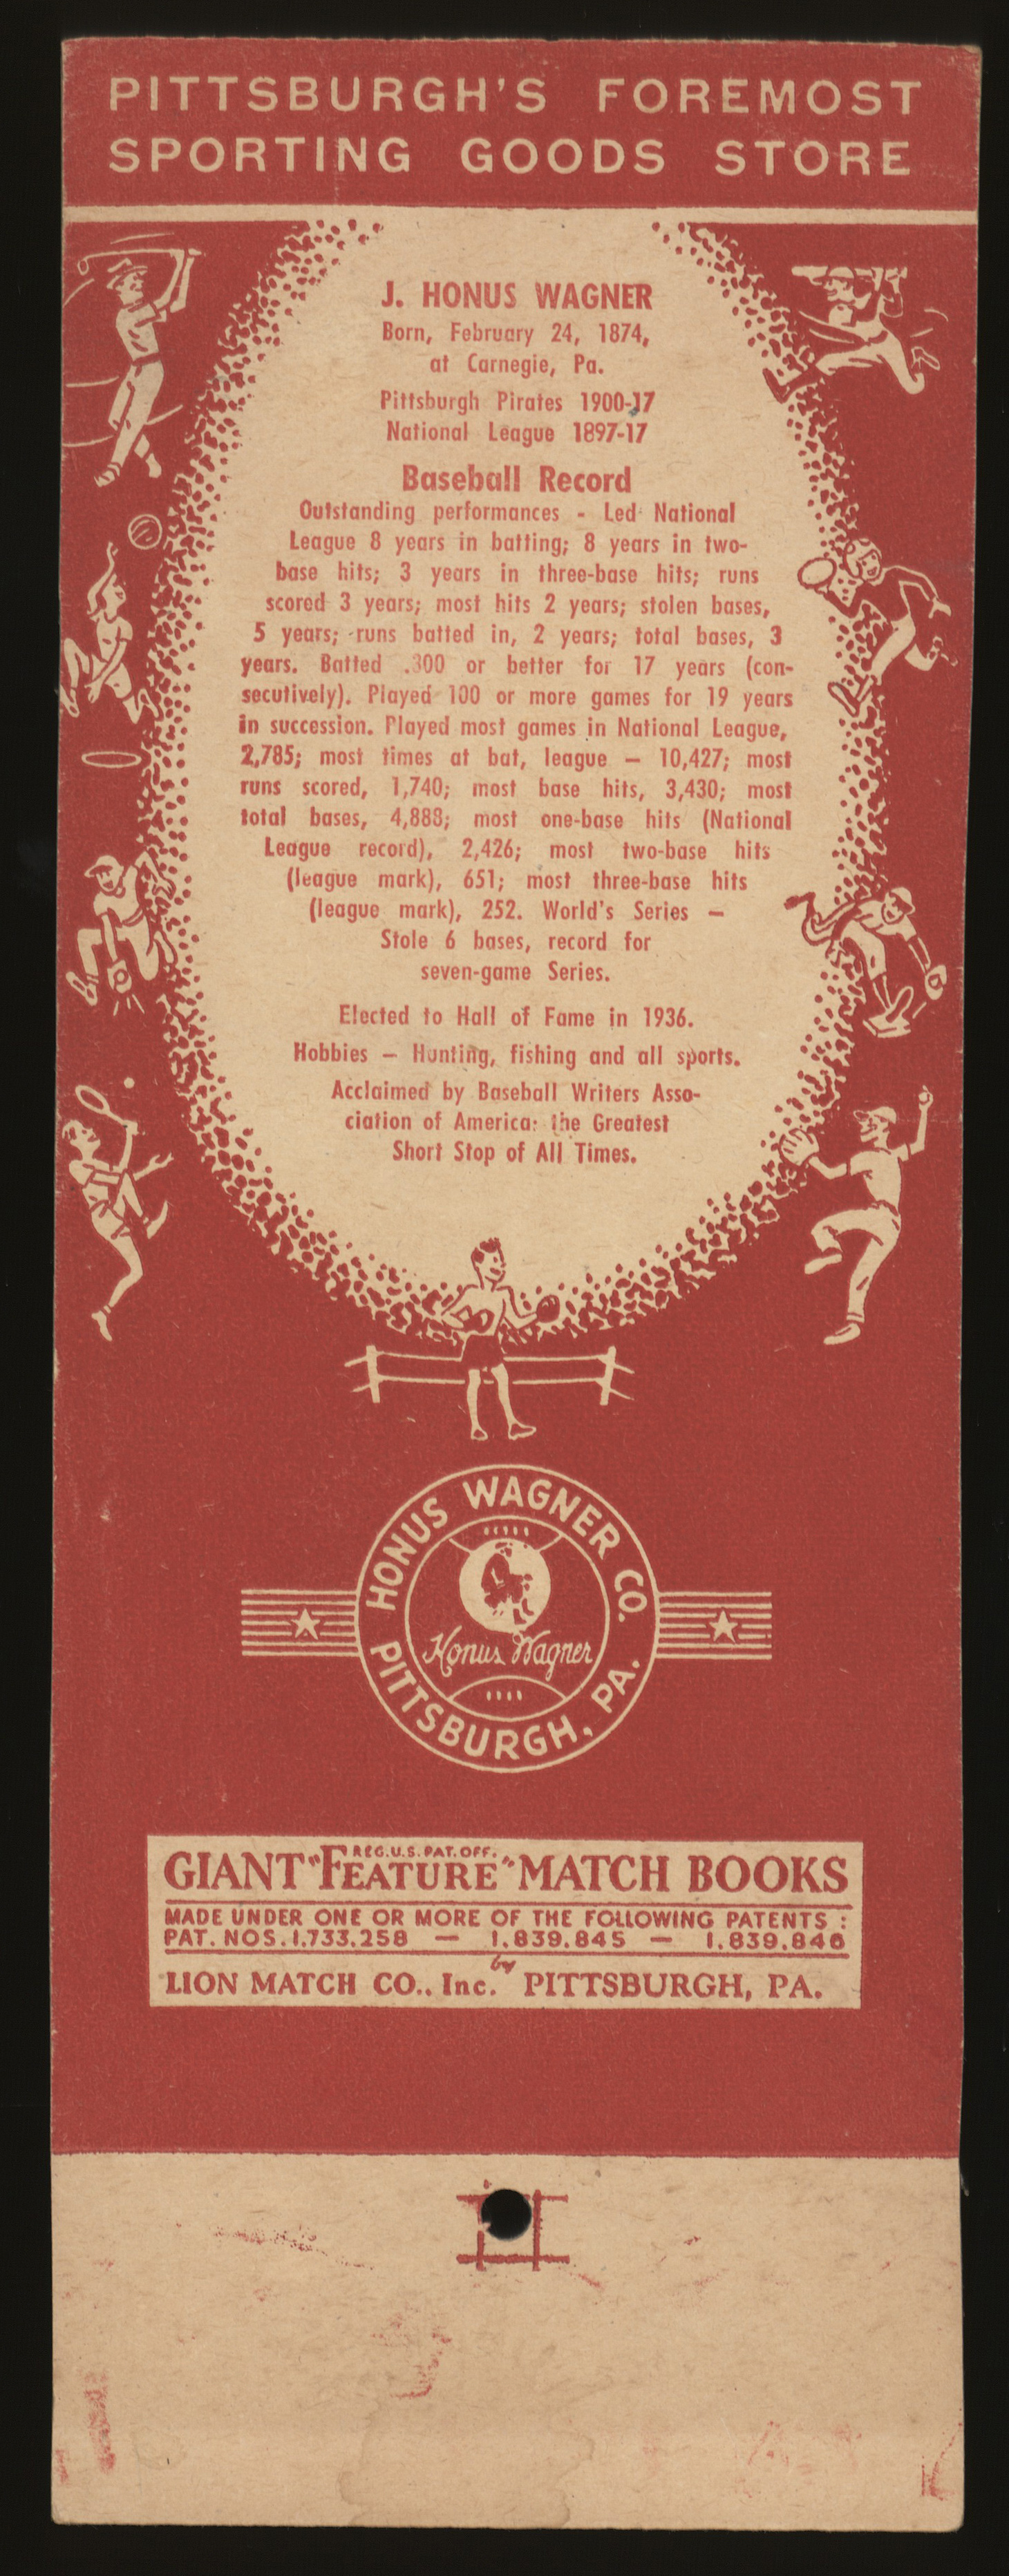 PITTSBURGH'S FOREMOST
SPORTING GOODS STORE
J. HONUS WAGNER
Born, February 24, 1874,
at Carnegie, Pa.
Pittsburgh Pirates 1900-17
National League 1897-17
Baseball Record
Outstanding performances - Led National
League 8 years in batting; 8 years in two-
base hits; 3 years in three-base hits; runs
scored 3 years; most hits 2 years; stolen bases,
5 years; runs batted in, 2 years; total bases, 3
years. Batted .300 or better for 17 years (con-
secutively). Played 100 or more games for 19 years
in succession. Played most games in National League,
2,785; most times at bat, league — 10,427; most
runs scored, 1,740; most base hits, 3,430; most
total bases, 4,888; most one-base hits (National
League record), 2,426; most two-base hits
(league mark), 651; most three-base hits
(league mark), 252. World's Series —
Stole 6 bases, record for
seven-game Series.
Elected to Hall of Fame in 1936.
Hobbies — Hunting, fishing and all sports.
Acclaimed by Baseball Writers Asso-
ciation of America: the Greatest
Short Stop of All Times.
HONUS WAGNER CO.
Honus Wagner
PITTSBURGH, PA.
REG.U.S.PAT.OFF.
GIANT "FEATURE" MATCH BOOKS
MADE UNDER ONE OR MORE OF THE FOLLOWING PATENTS :
PAT. NOS. 1.733.258 — 1.839.845 — 1.839.846
LION MATCH CO., Inc. by PITTSBURGH, PA.